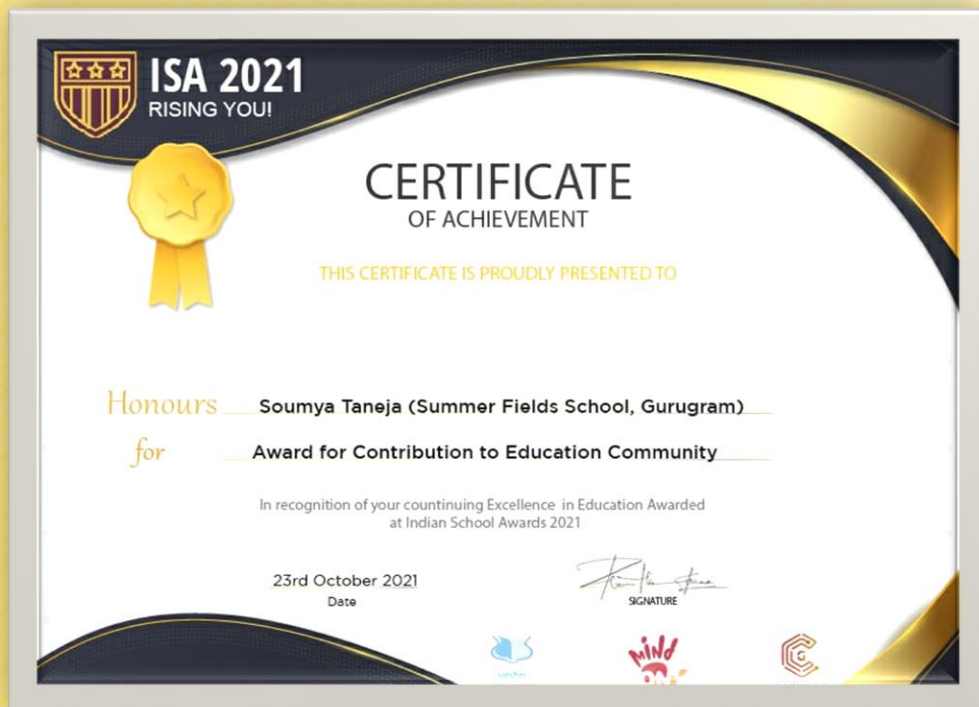 ISA 2021
RISING YOU!
CERTIFICATE
OF ACHIEVEMENT
THIS CERTIFICATE IS PROUDLY PRESENTED TO
Honours Soumya Taneja (Summer Fields School, Gurugram)
for Award for Contribution to Education Community
In recognition of your countinuing Excellence in Education Awarded
at Indian School Awards 2021
23rd October 2021
Date
SIGNATURE
MiNd
ON